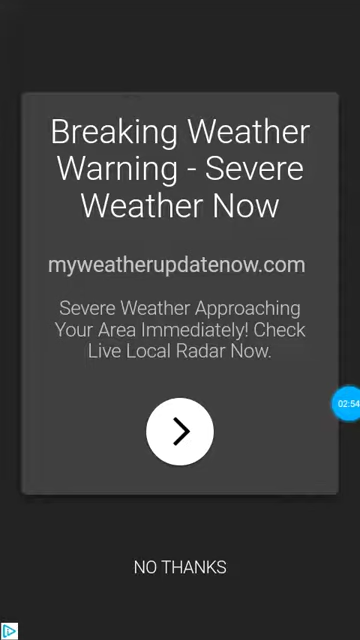 Breaking Weather
Warning - Severe
Weather Now
myweatherupdatenow.com
Severe Weather Approaching
Your Area Immediately! Check
Live Local Radar Now.
02:54
NO THANKS